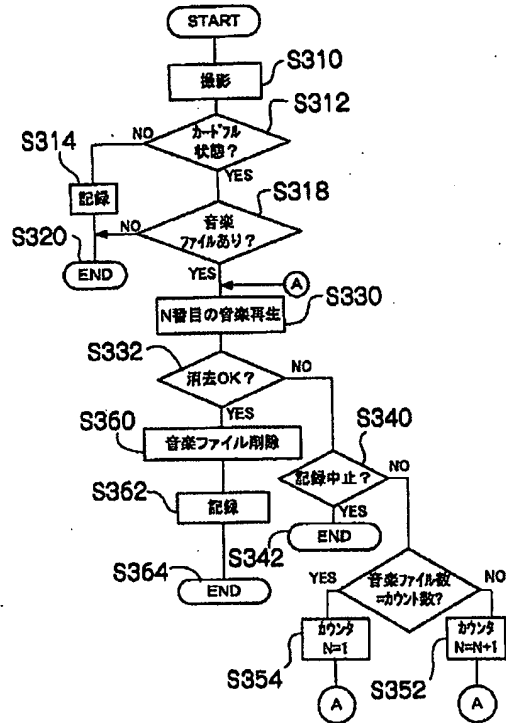 START
S310
撮影
S312
カードフル
状態?
NO
YES
S314
記録
S318
音楽
ファイルあり?
NO
YES
S320
END
A
S330
N番目の音楽再生
S332
消去OK?
NO
YES
S360
音楽ファイル削除
S340
記録中止?
NO
YES
S362
記録
END
S342
S364
END
音楽ファイル数
=カウント数?
YES
NO
カウンタ
N=1
カウンタ
N=N+1
S354
S352
A
A